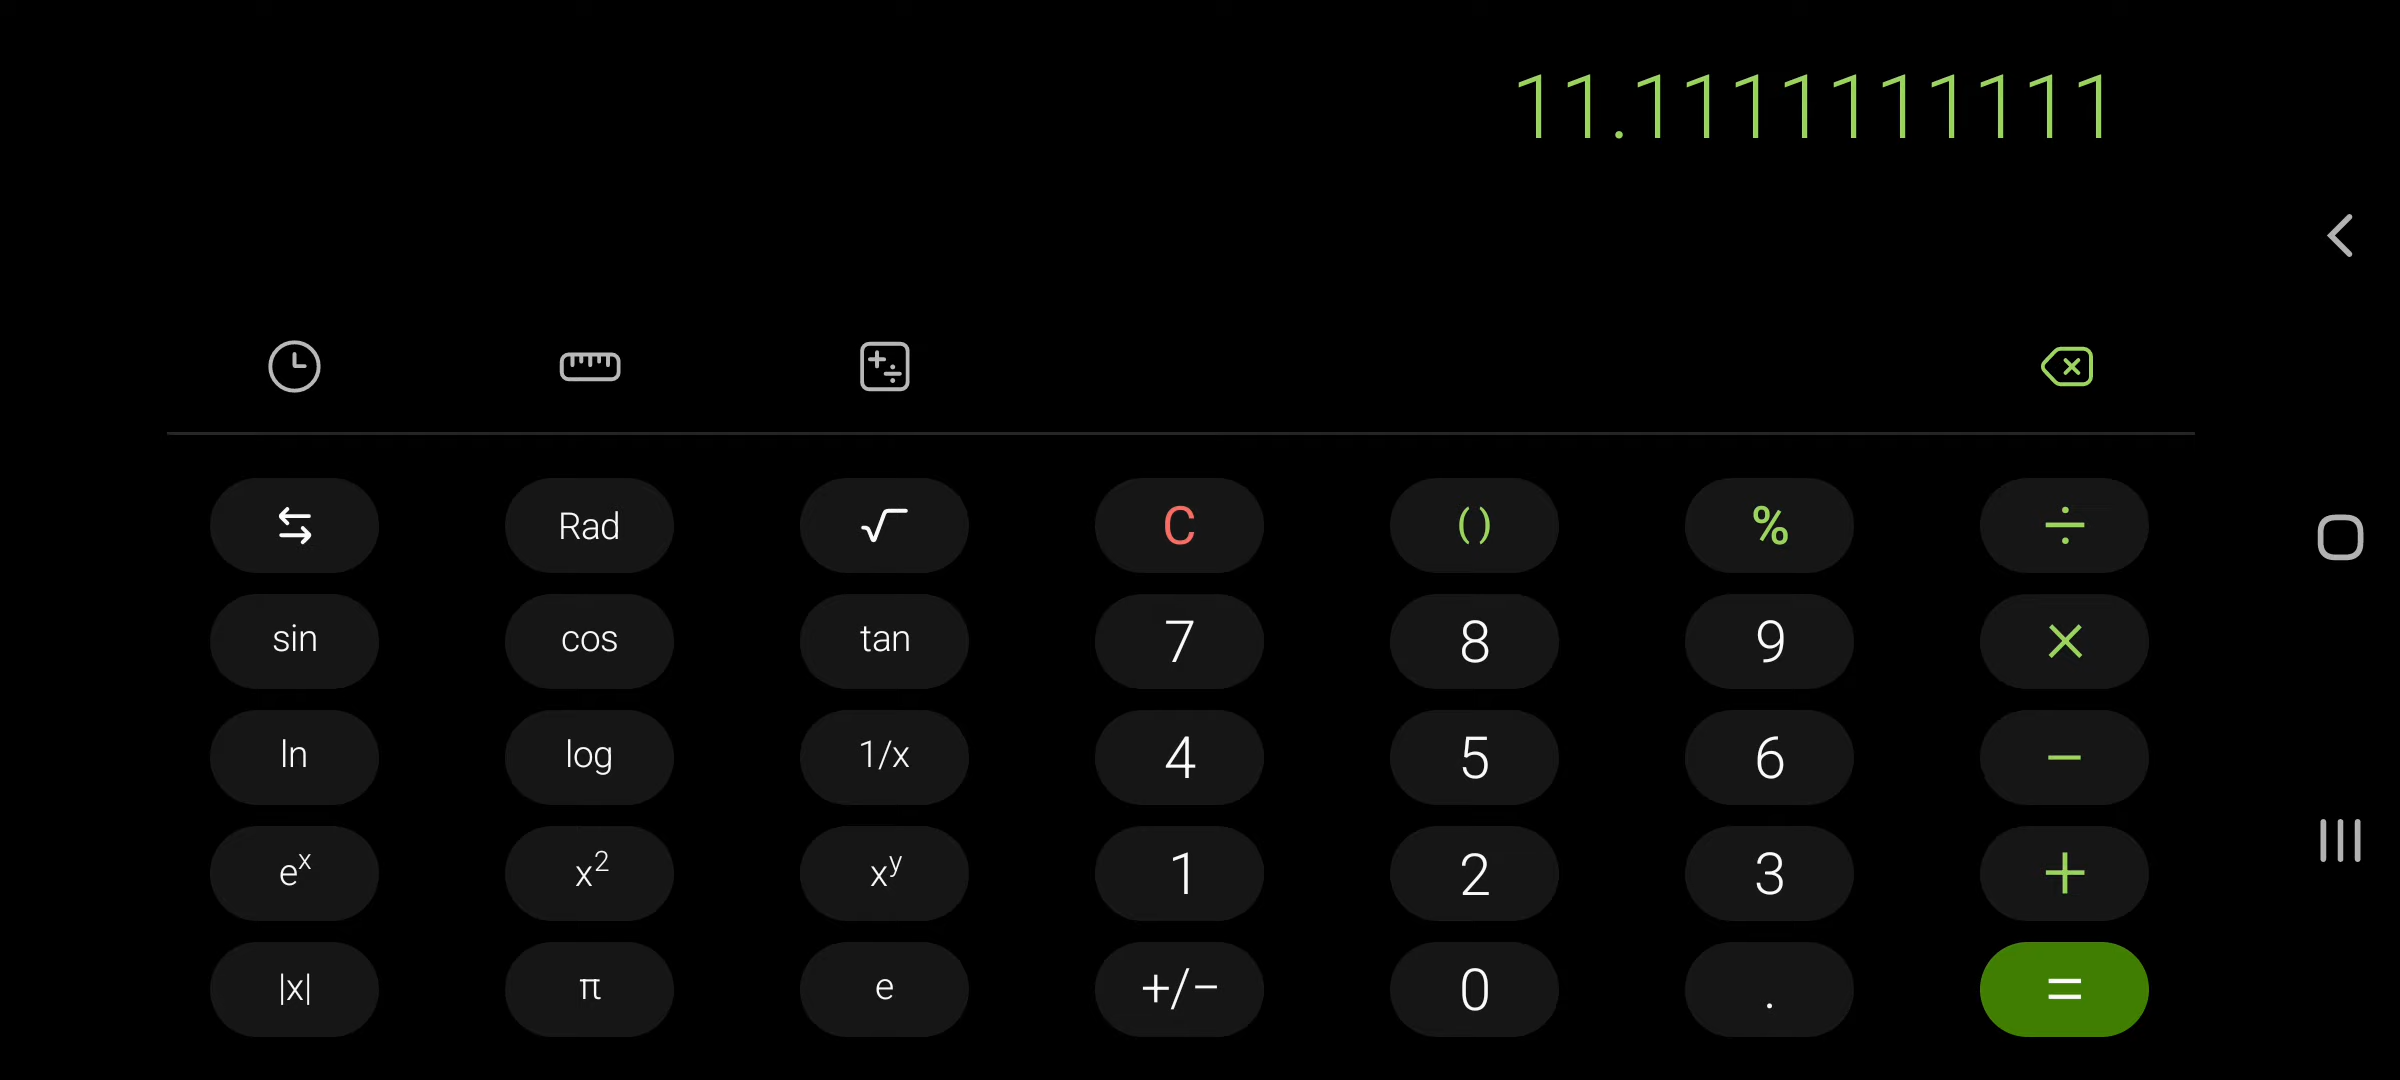 11.1111111111
Rad √ C () % ÷
sin cos tan 7 8 9 ×
ln log 1/x 4 5 6 −
eˣ x² xʸ 1 2 3 +
|x| π e +/− 0 . =